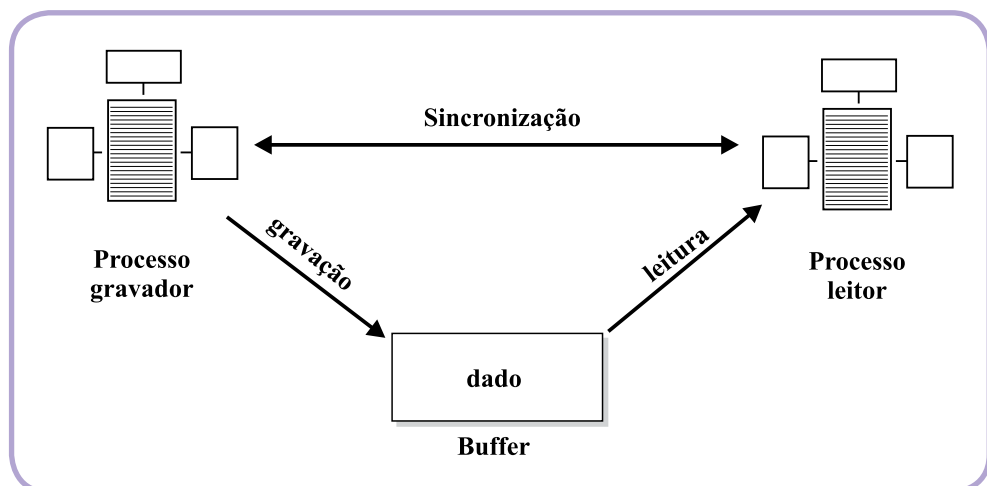 Sincronização
gravação
leitura
Processo
gravador
Processo
leitor
dado
Buffer